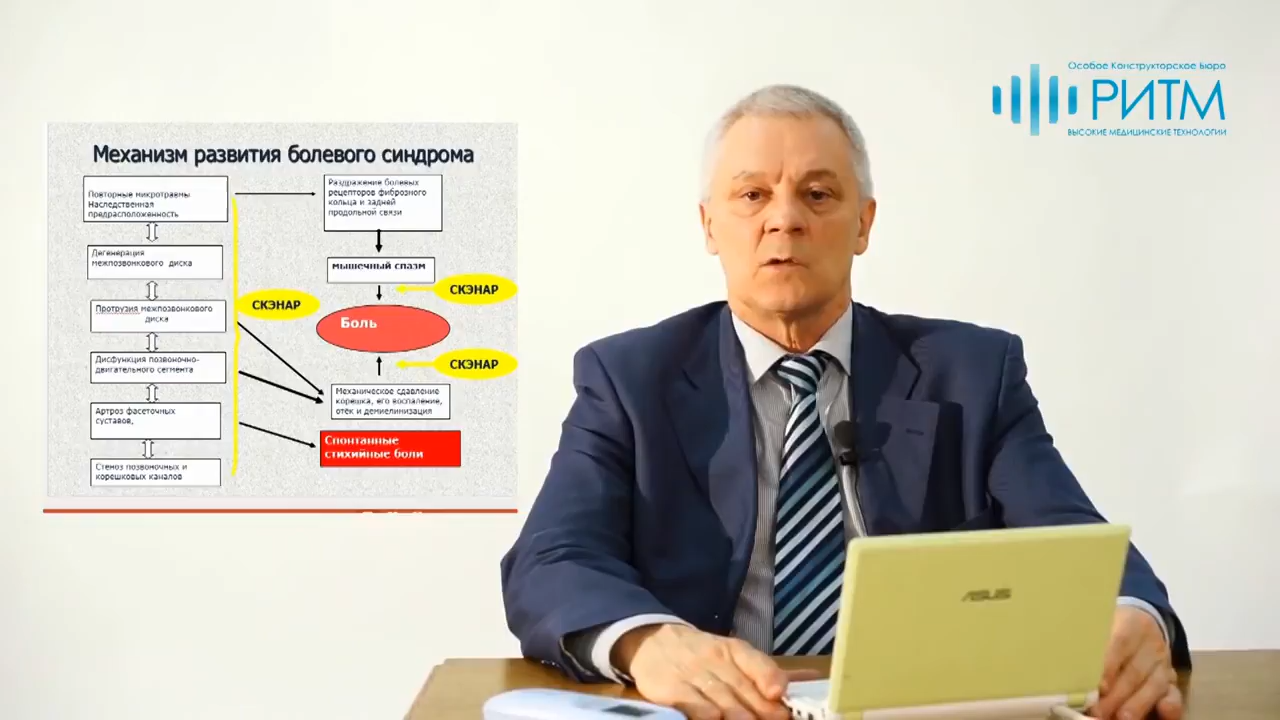 Особое Конструкторское Бюро
РИТМ
ВЫСОКИЕ МЕДИЦИНСКИЕ ТЕХНОЛОГИИ
Механизм развития болевого синдрома
Повторные микротравмы
Наследственная
предрасположенность
Дегенерация
межпозвонкового диска
Протрузия межпозвонкового
диска
Дисфункция позвоночно-
двигательного сегмента
Артроз фасеточных
суставов,
Стеноз позвоночных и
корешковых каналов
СКЭНАР
Раздражение болевых
рецепторов фиброзного
кольца и задней
продольной связи
мышечный спазм
СКЭНАР
Боль
СКЭНАР
Механическое сдавление
корешка, его воспаление,
отёк и демиелинизация
Спонтанные
стихийные боли
ASUS